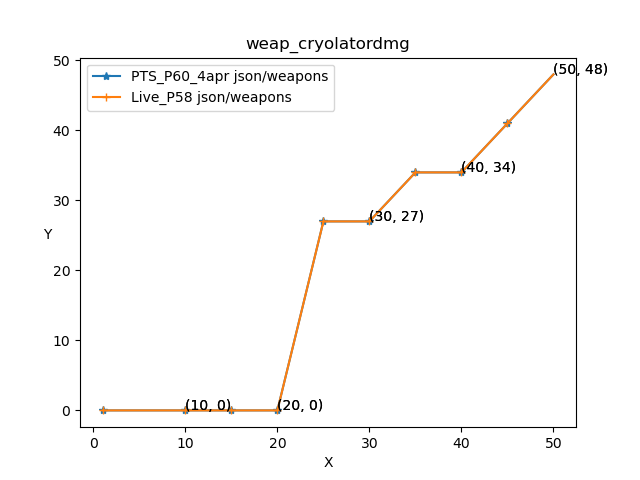 weap_cryolatordmg
PTS_P60_4apr json/weapons
Live_P58 json/weapons
(50, 48)
(40, 34)
(30, 27)
(10, 0)
(20, 0)
Y
50
40
30
20
10
0
0 10 20 30 40 50
X